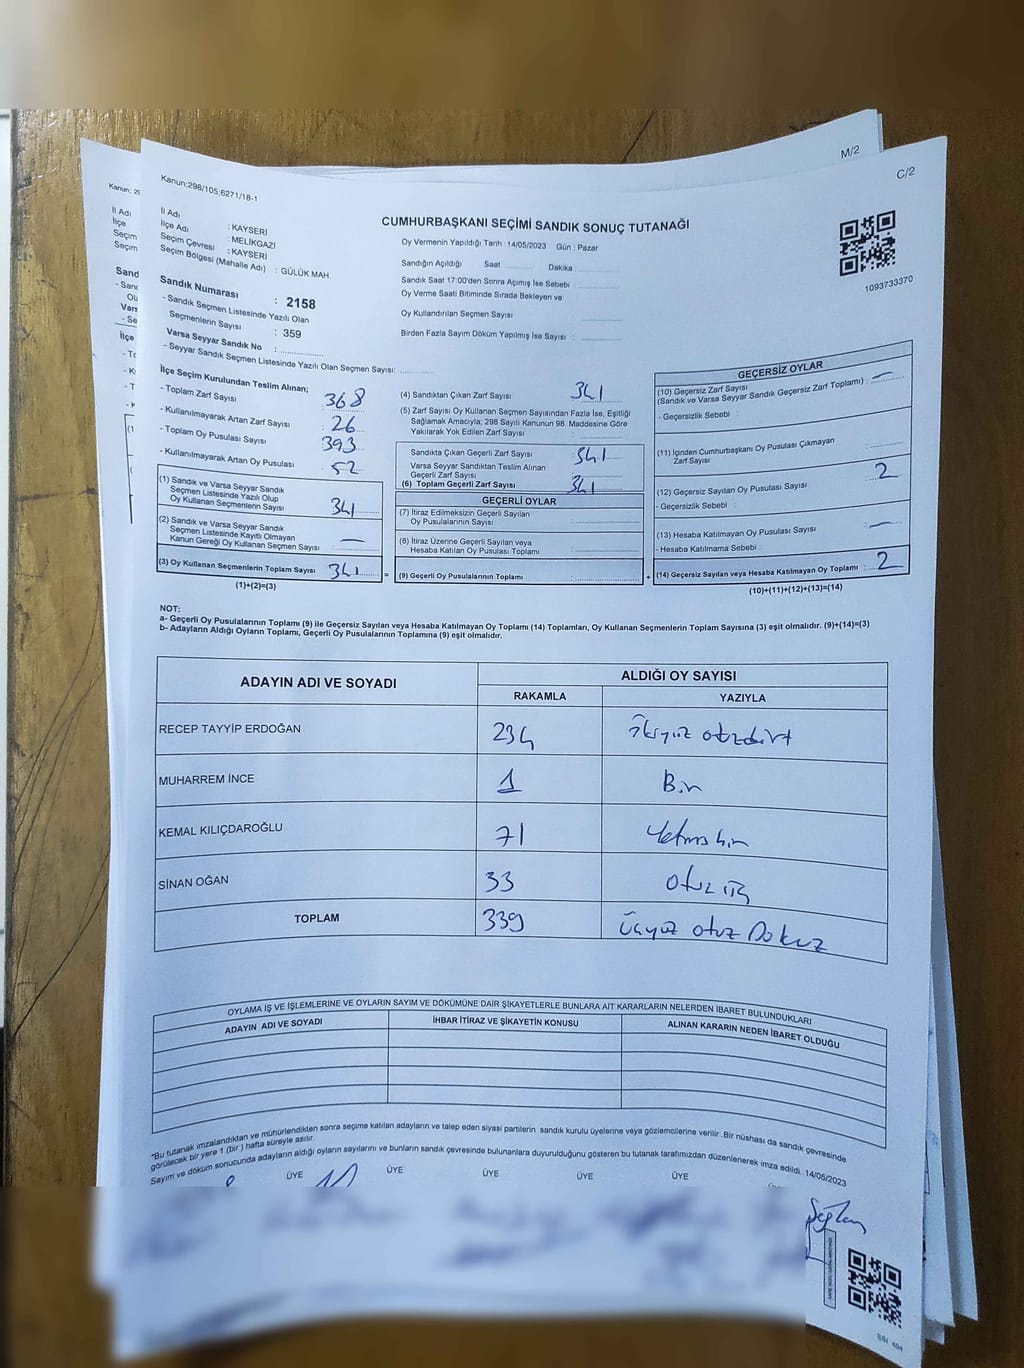 M/2
C/2
Kanun;298/105,6271/18-1
Kanun; 29
İl Adı
İlçe
Seçim
Seçim
İl Adı : KAYSERİ
İlçe Adı : MELİKGAZİ
Seçim Çevresi : KAYSERİ
Seçim Bölgesi (Mahalle Adı) : GÜLÜK MAH.
CUMHURBAŞKANI SEÇİMİ SANDIK SONUÇ TUTANAĞI
Oy Vermenin Yapıldığı Tarih : 14/05/2023 Gün : Pazar
Sandığın Açıldığı Saat Dakika :
Sandık Saat 17:00'den Sonra Açımış İse Sebebi :
Oy Verme Saati Bitiminde Sırada Bekleyen ve
Oy Kullandırılan Seçmen Sayısı
Birden Fazla Sayım Döküm Yapılmış İse Sayısı :
1093733370
Sandık Numarası : 2158
- Sandık Seçmen Listesinde Yazılı Olan
Seçmenlerin Sayısı : 359
Varsa Seyyar Sandık No :
- Seyyar Sandık Seçmen Listesinde Yazılı Olan Seçmen Sayısı:
İlçe Seçim Kurulundan Teslim Alınan;
- Toplam Zarf Sayısı : 368
- Kullanılmayarak Artan Zarf Sayısı : 26
- Toplam Oy Pusulası Sayısı : 393
- Kullanılmayarak Artan Oy Pusulası : 52
(1) Sandık ve Varsa Seyyar Sandık
Seçmen Listesinde Yazılı Olup
Oy Kullanan Seçmenlerin Sayısı : 341
(2) Sandık ve Varsa Seyyar Sandık
Seçmen Listesinde Kayıtlı Olmayan
Kanun Gereği Oy Kullanan Seçmen Sayısı : —
(3) Oy Kullanan Seçmenlerin Toplam Sayısı : 341
(1)+(2)=(3)
(4) Sandıktan Çıkan Zarf Sayısı 341
(5) Zarf Sayısı Oy Kullanan Seçmen Sayısından Fazla İse, Eşitliği
Sağlamak Amacıyla, 298 Sayılı Kanunun 98. Maddesine Göre
Yakılarak Yok Edilen Zarf Sayısı :
Sandıkta Çıkan Geçerli Zarf Sayısı : 341
Varsa Seyyar Sandıktan Teslim Alınan
Geçerli Zarf Sayısı
(6) Toplam Geçerli Zarf Sayısı : 341
GEÇERLİ OYLAR
(7) İtiraz Edilmeksizin Geçerli Sayılan
Oy Pusulalarının Sayısı :
(8) İtiraz Üzerine Geçerli Sayılan veya
Hesaba Katılan Oy Pusulası Toplamı :
= (9) Geçerli Oy Pusulalarının Toplamı : +
GEÇERSİZ OYLAR
(10) Geçersiz Zarf Sayısı
(Sandık ve Varsa Seyyar Sandık Geçersiz Zarf Toplamı) : —
- Geçersizlik Sebebi :
(11) İçinden Cumhurbaşkanı Oy Pusulası Çıkmayan
Zarf Sayısı :
(12) Geçersiz Sayılan Oy Pusulası Sayısı : 2
- Geçersizlik Sebebi :
(13) Hesaba Katılmayan Oy Pusulası Sayısı : —
- Hesaba Katılmama Sebebi :
(14) Geçersiz Sayılan veya Hesaba Katılmayan Oy Toplamı : 2
(10)+(11)+(12)+(13)=(14)
NOT:
a- Geçerli Oy Pusulalarının Toplamı (9) ile Geçersiz Sayılan veya Hesaba Katılmayan Oy Toplamı (14) Toplamları, Oy Kullanan Seçmenlerin Toplam Sayısına (3) eşit olmalıdır. (9)+(14)=(3)
b- Adayların Aldığı Oyların Toplamı, Geçerli Oy Pusulalarının Toplamına (9) eşit olmalıdır.
ADAYIN ADI VE SOYADI ALDIĞI OY SAYISI
RAKAMLA YAZIYLA
RECEP TAYYİP ERDOĞAN 234 İkiyüz otuzdört
MUHARREM İNCE 1 Bir
KEMAL KILIÇDAROĞLU 71 Yetmiş bir
SİNAN OĞAN 33 otuz üç
TOPLAM 339 Üçyüz otuz Dokuz
OYLAMA İŞ VE İŞLEMLERİNE VE OYLARIN SAYIM VE DÖKÜMÜNE DAİR ŞİKAYETLERLE BUNLARA AİT KARARLARIN NELERDEN İBARET BULUNDUKLARI
ADAYIN ADI VE SOYADI İHBAR İTİRAZ VE ŞİKAYETİN KONUSU ALINAN KARARIN NEDEN İBARET OLDUĞU
*Bu tutanak imzalandıktan ve mühürlendikten sonra seçime katılan adayların ve talep eden siyasi partilerin sandık kurulu üyelerine veya gözlemcilerine verilir. Bir nüshası da sandık çevresinde
görülecek bir yere 1 (bir ) hafta süreyle asılır.
Sayım ve döküm sonucunda adayların aldığı oyların sayılarını ve bunların sandık çevresinde bulunanlara duyurulduğunu gösteren bu tutanak tarafımızdan düzenlenerek imza edildi. 14/05/2023
ÜYE ÜYE ÜYE ÜYE ÜYE